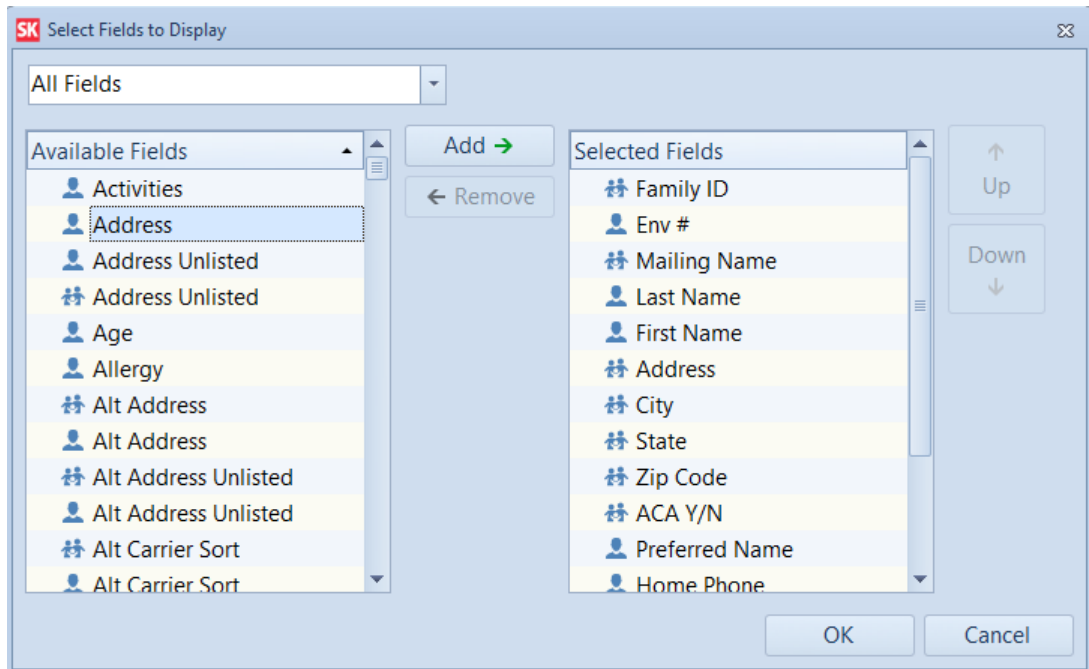 SK Select Fields to Display
All Fields
Available Fields
Activities
Address
Address Unlisted
Address Unlisted
Age
Allergy
Alt Address
Alt Address
Alt Address Unlisted
Alt Address Unlisted
Alt Carrier Sort
Alt Carrier Sort
Add
Remove
Selected Fields
Family ID
Env #
Mailing Name
Last Name
First Name
Address
City
State
Zip Code
ACA Y/N
Preferred Name
Home Phone
Up
Down
OK
Cancel